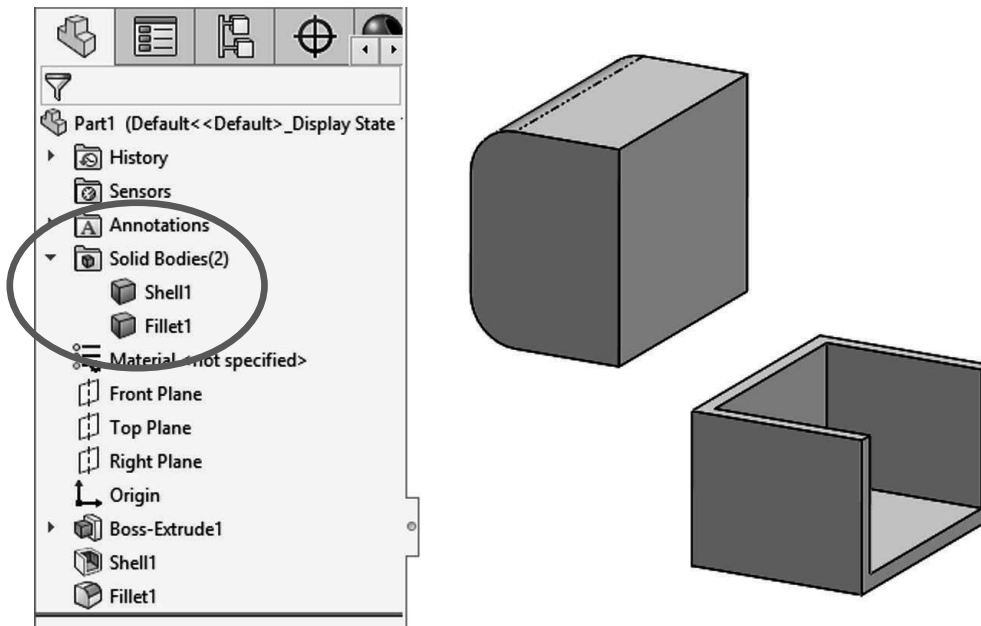 Part1 (Default<<Default>_Display State
History
Sensors
A Annotations
Solid Bodies(2)
Shell1
Fillet1
Material <not specified>
Front Plane
Top Plane
Right Plane
Origin
Boss-Extrude1
Shell1
Fillet1